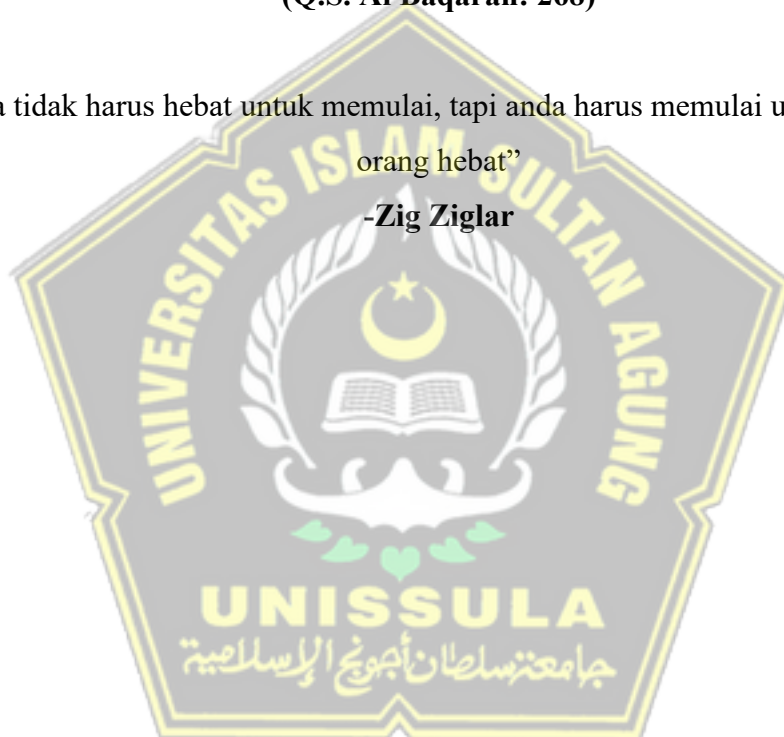 (Q.S. Al Baqarah: 268)
tidak harus hebat untuk memulai, tapi anda harus memulai
orang hebat”
-Zig Ziglar
UNIVERSITAS ISLAM SULTAN AGUNG
UNISSULA
جامعة سلطان أجونج الإسلامية